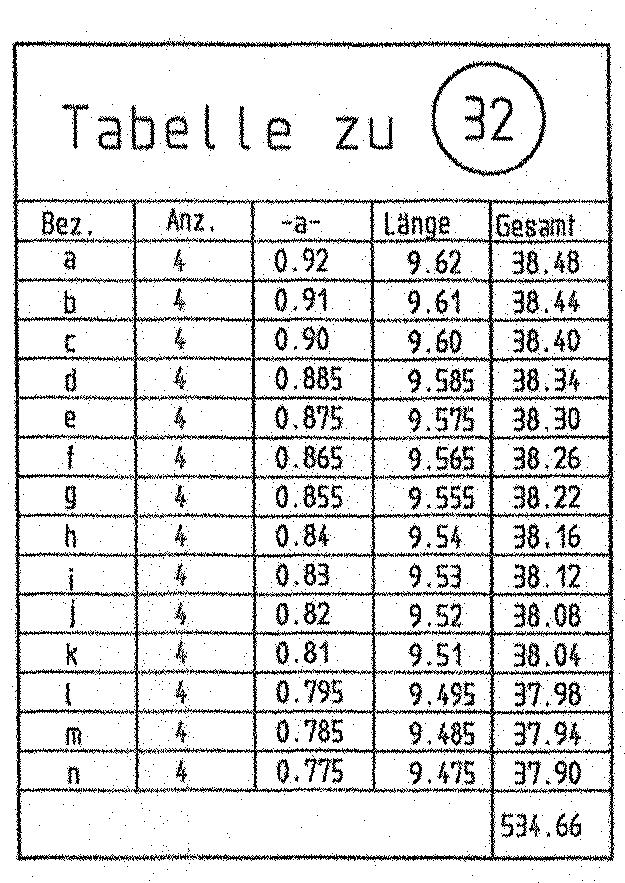 Tabelle zu 32
Bez. Anz. -a- Länge Gesamt
a 4 0.92 9.62 38.48
b 4 0.91 9.61 38.44
c 4 0.90 9.60 38.40
d 4 0.885 9.585 38.34
e 4 0.875 9.575 38.30
f 4 0.865 9.565 38.26
g 4 0.855 9.555 38.22
h 4 0.84 9.54 38.16
i 4 0.83 9.53 38.12
j 4 0.82 9.52 38.08
k 4 0.81 9.51 38.04
l 4 0.795 9.495 37.98
m 4 0.785 9.485 37.94
n 4 0.775 9.475 37.90
534.66